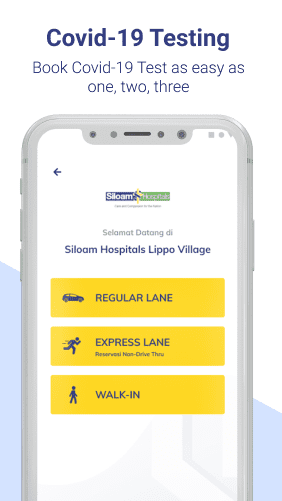 Covid-19 Testing
Book Covid-19 Test as easy as
one, two, three
Siloam Hospitals
Selamat Datang di
Siloam Hospitals Lippo Village
REGULAR LANE
EXPRESS LANE
Reservasi Non-Drive Thru
WALK-IN